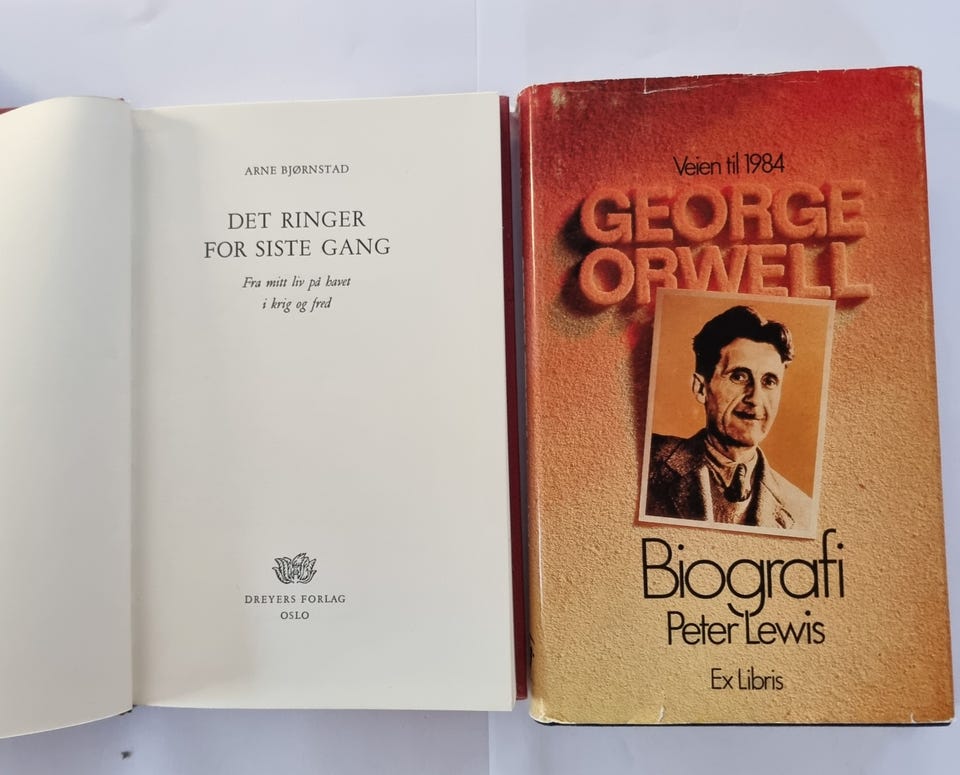 ARNE BJØRNSTAD
DET RINGER
FOR SISTE GANG
Fra mitt liv på havet
i krig og fred
DREYERS FORLAG
OSLO
Veien til 1984
GEORGE
ORWELL
Biografi
Peter Lewis
Ex Libris